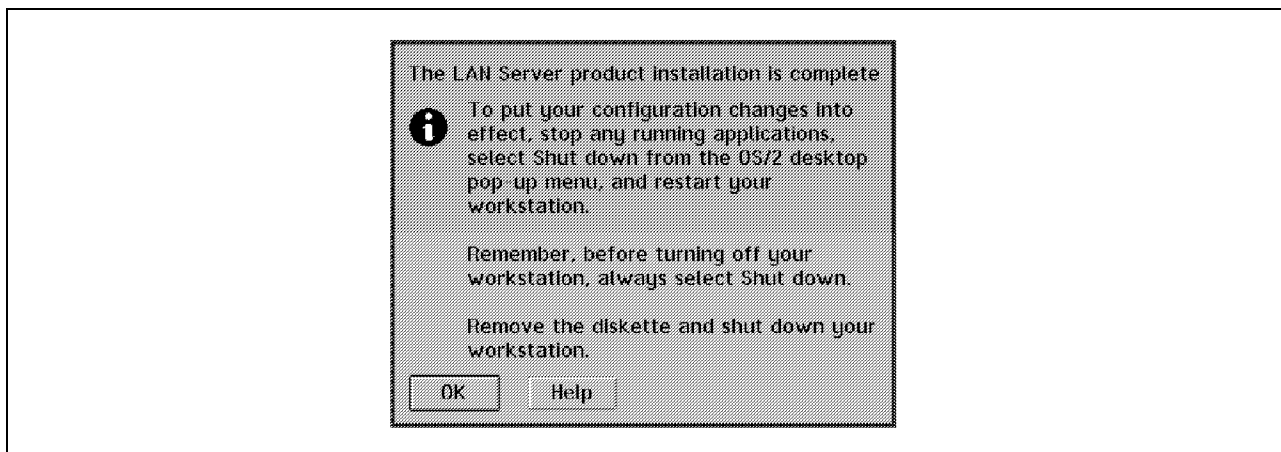 The LAN Server product installation is complete
To put your configuration changes into
effect, stop any running applications,
select Shut down from the OS/2 desktop
pop-up menu, and restart your
workstation.
Remember, before turning off your
workstation, always select Shut down.
Remove the diskette and shut down your
workstation.
OK Help